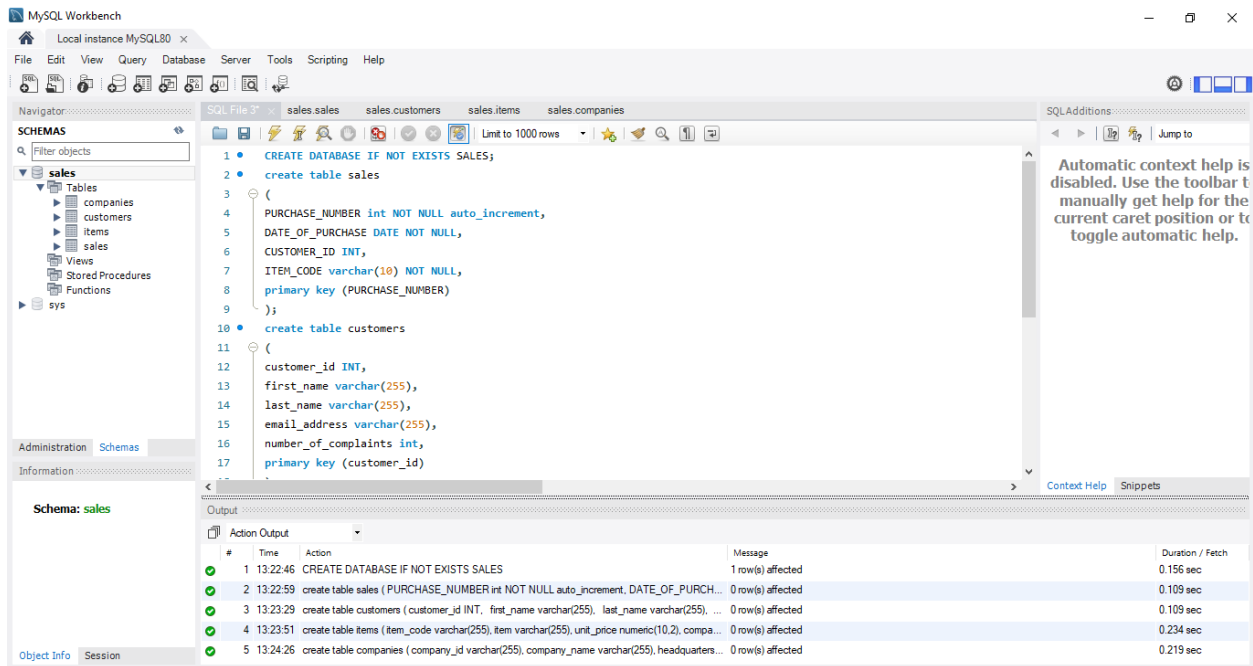 MySQL Workbench
Local instance MySQL80 ×
File Edit View Query Database Server Tools Scripting Help
Navigator
SCHEMAS
Filter objects
sales
Tables
companies
customers
items
sales
Views
Stored Procedures
Functions
sys
Administration Schemas
Information
Schema: sales
Object Info Session
SQL File 3* × sales.sales sales.customers sales.items sales.companies
Limit to 1000 rows
1 CREATE DATABASE IF NOT EXISTS SALES;
2 create table sales
3 (
4 PURCHASE_NUMBER int NOT NULL auto_increment,
5 DATE_OF_PURCHASE DATE NOT NULL,
6 CUSTOMER_ID INT,
7 ITEM_CODE varchar(10) NOT NULL,
8 primary key (PURCHASE_NUMBER)
9 );
10 create table customers
11 (
12 customer_id INT,
13 first_name varchar(255),
14 last_name varchar(255),
15 email_address varchar(255),
16 number_of_complaints int,
17 primary key (customer_id)
SQLAdditions
Jump to
Automatic context help is
disabled. Use the toolbar t
manually get help for the
current caret position or to
toggle automatic help.
Context Help Snippets
Output
Action Output
# Time Action Message Duration / Fetch
1 13:22:46 CREATE DATABASE IF NOT EXISTS SALES 1 row(s) affected 0.156 sec
2 13:22:59 create table sales ( PURCHASE_NUMBER int NOT NULL auto_increment, DATE_OF_PURCH... 0 row(s) affected 0.109 sec
3 13:23:29 create table customers ( customer_id INT, first_name varchar(255), last_name varchar(255), ... 0 row(s) affected 0.109 sec
4 13:23:51 create table items ( item_code varchar(255), item varchar(255), unit_price numeric(10,2), compa... 0 row(s) affected 0.234 sec
5 13:24:26 create table companies ( company_id varchar(255), company_name varchar(255), headquarters... 0 row(s) affected 0.219 sec